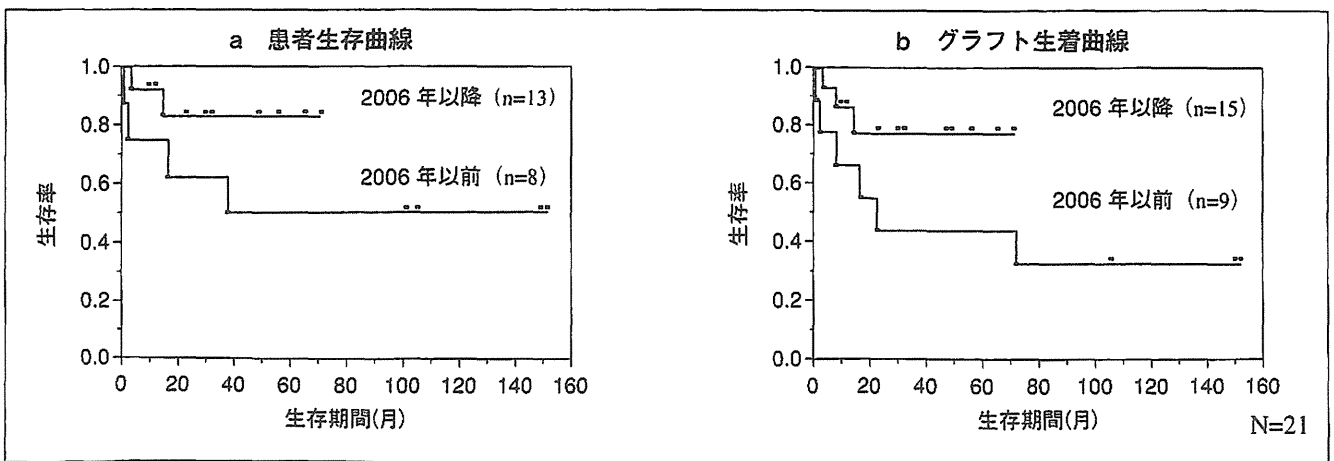 a 患者生存曲線
1.0
0.8
0.6
0.4
0.2
0.0
生存率
2006 年以降（n=13）
2006 年以前（n=8）
0 20 40 60 80 100 120 140 160
生存期間(月)
b グラフト生着曲線
1.0
0.8
0.6
0.4
0.2
0.0
生存率
2006 年以降（n=15）
2006 年以前（n=9）
0 20 40 60 80 100 120 140 160
生存期間(月)
N=21